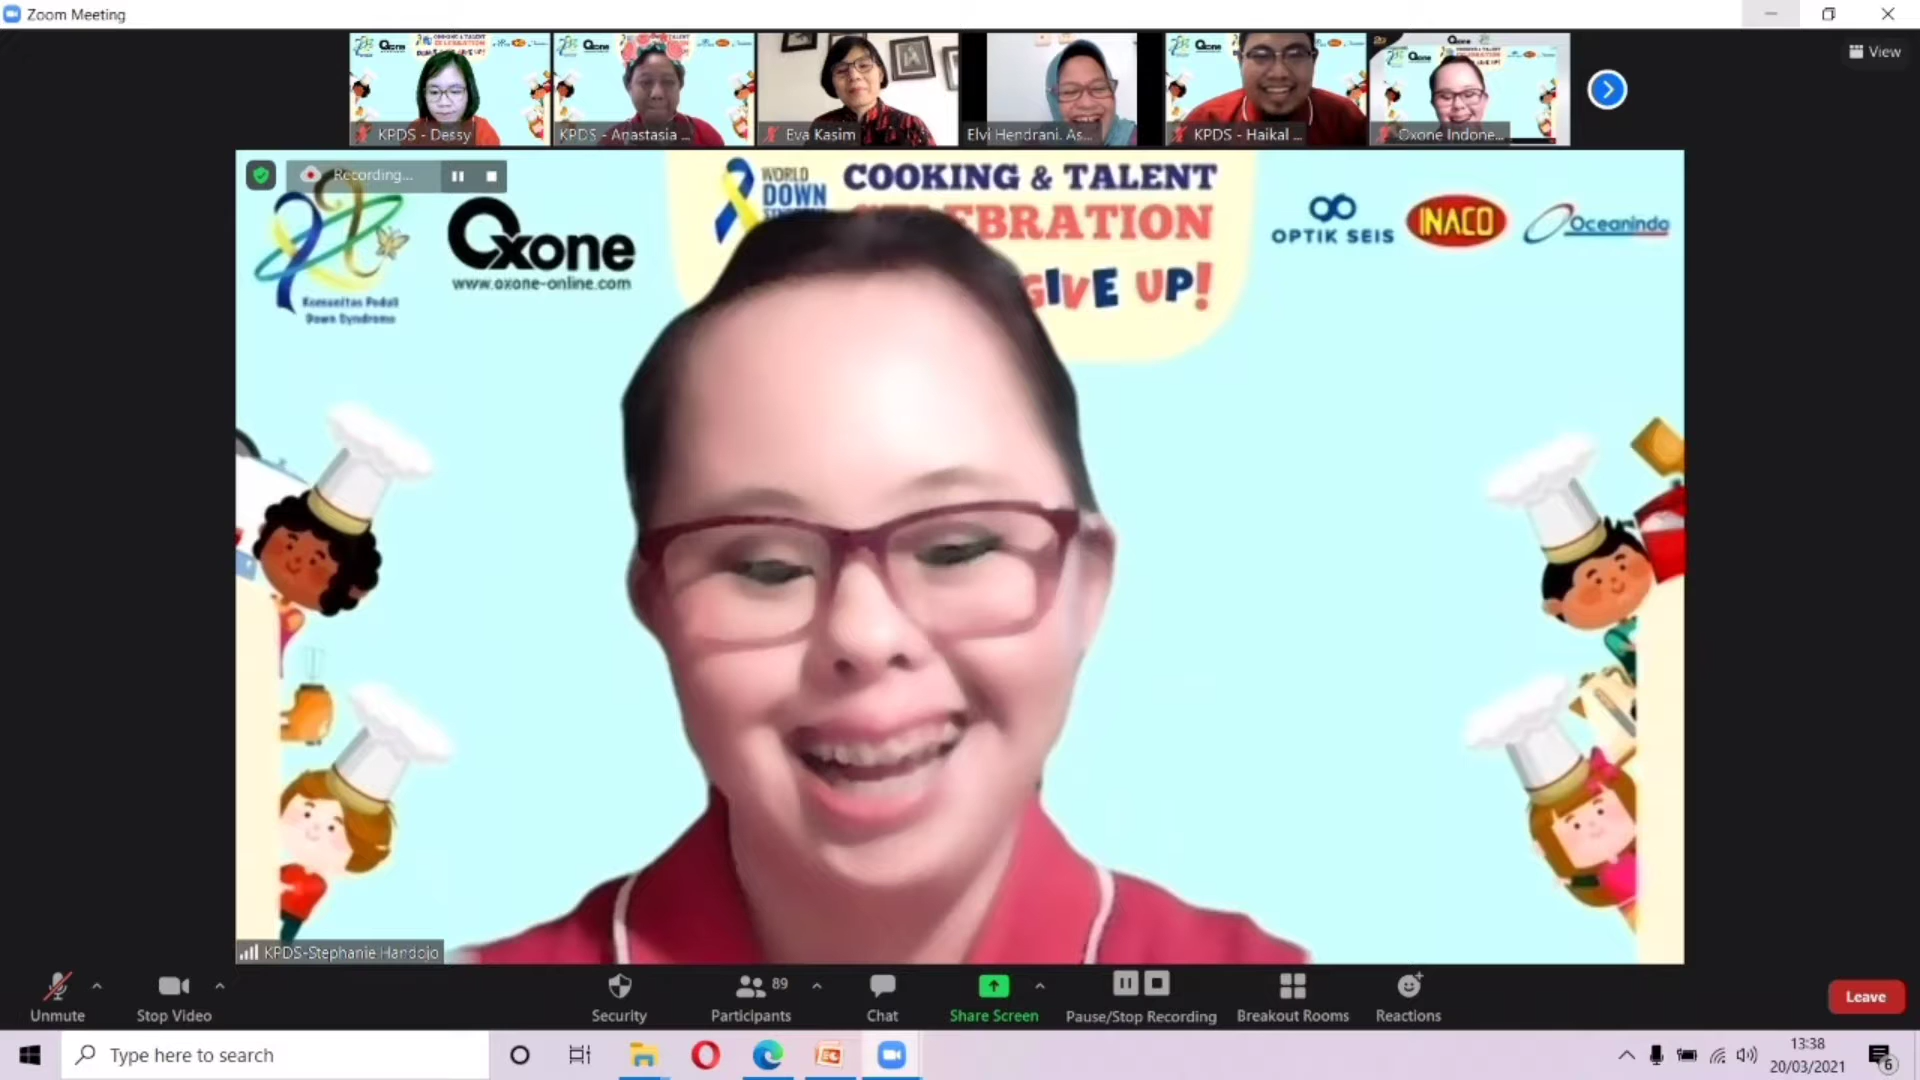 Zoom Meeting
View
KPDS - Dessy
KPDS - Anastasia ...
Eva Kasim
Elvi Hendrani. As...
KPDS - Haikal ...
Oxone Indone...
Recording...
Komunitas Peduli
Down Syndrome
Oxone
www.oxone-online.com
WORLD
DOWN
COOKING & TALENT
EBRATION
GIVE UP!
OPTIK SEIS
INACO
Oceanindo
KPDS-Stephanie Handojo
Unmute
Stop Video
Security
Participants
89
Chat
Share Screen
Pause/Stop Recording
Breakout Rooms
Reactions
Leave
Type here to search
13:38
20/03/2021
6